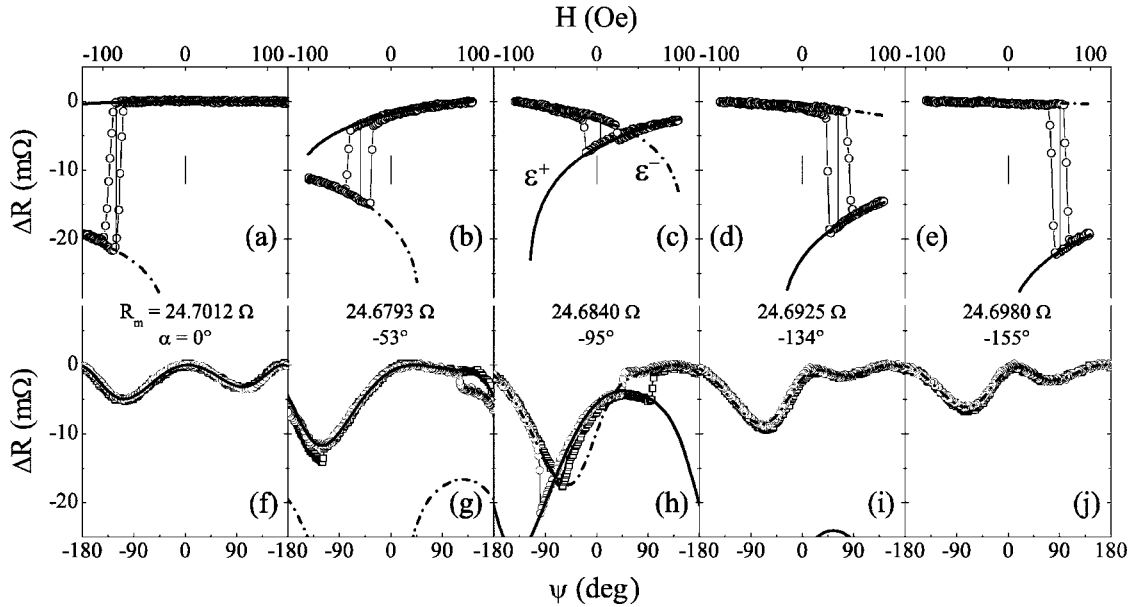 H (Oe)
-100 0 100 -100 0 100 -100 0 100 -100 0 100 -100 0 100
ΔR (mΩ)
0
-10
-20
ε⁺ ε⁻
(a) (b) (c) (d) (e)
R_m = 24.7012 Ω 24.6793 Ω 24.6840 Ω 24.6925 Ω 24.6980 Ω
α = 0° -53° -95° -134° -155°
ΔR (mΩ)
0
-10
-20
(f) (g) (h) (i) (j)
-180 -90 0 90 180 -90 0 90 -180 -90 0 90 180 -90 0 90 -180 -90 0 90 180
ψ (deg)